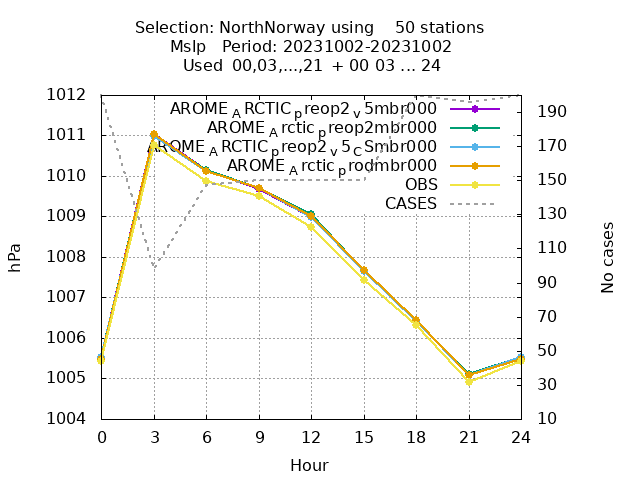 Selection: NorthNorway using 50 stations
Mslp Period: 20231002-20231002
Used 00,03,...,21 + 00 03 ... 24
1012
1011
1010
1009
1008
1007
1006
1005
1004
hPa
AROME_ARCTIC_preop2_v5mbr000
AROME_Arctic_preop2mbr000
AROME_ARCTIC_preop2_v5_CSmbr000
AROME_Arctic_prodmbr000
OBS
CASES
190
170
150
130
110
90
70
50
30
10
No cases
0 3 6 9 12 15 18 21 24
Hour